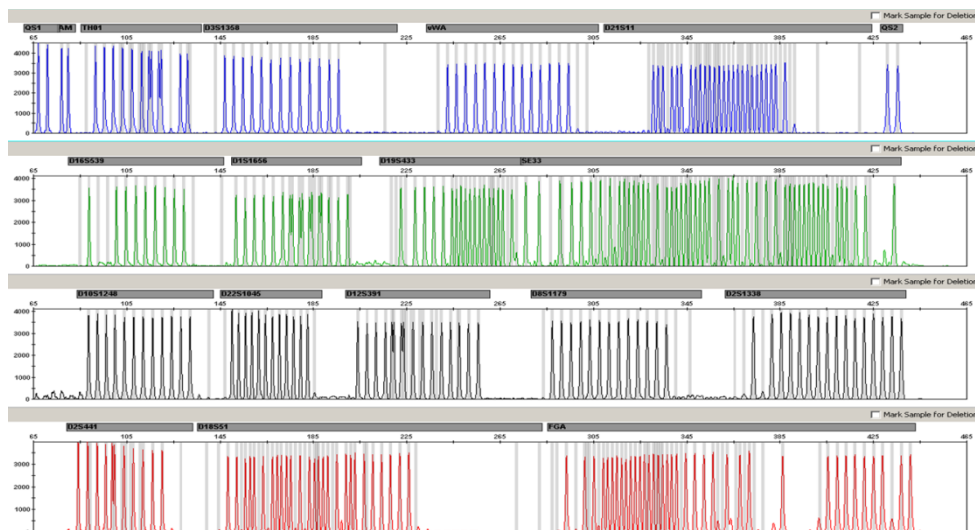 Mark Sample for Deletion
QS1 AM TH01 D3S1358 vWA D21S11 QS2
65 105 145 185 225 265 305 345 385 425 465
4000
3000
2000
1000
0
Mark Sample for Deletion
D16S539 D1S1656 D19S433 SE33
65 105 145 185 225 265 305 345 385 425 465
4000
3000
2000
1000
0
Mark Sample for Deletion
D10S1248 D22S1045 D12S391 D8S1179 D2S1338
65 105 145 185 225 265 305 345 385 425 465
4000
3000
2000
1000
0
Mark Sample for Deletion
D2S441 D18S51 FGA
65 105 145 185 225 265 305 345 385 425 465
3000
2000
1000
0